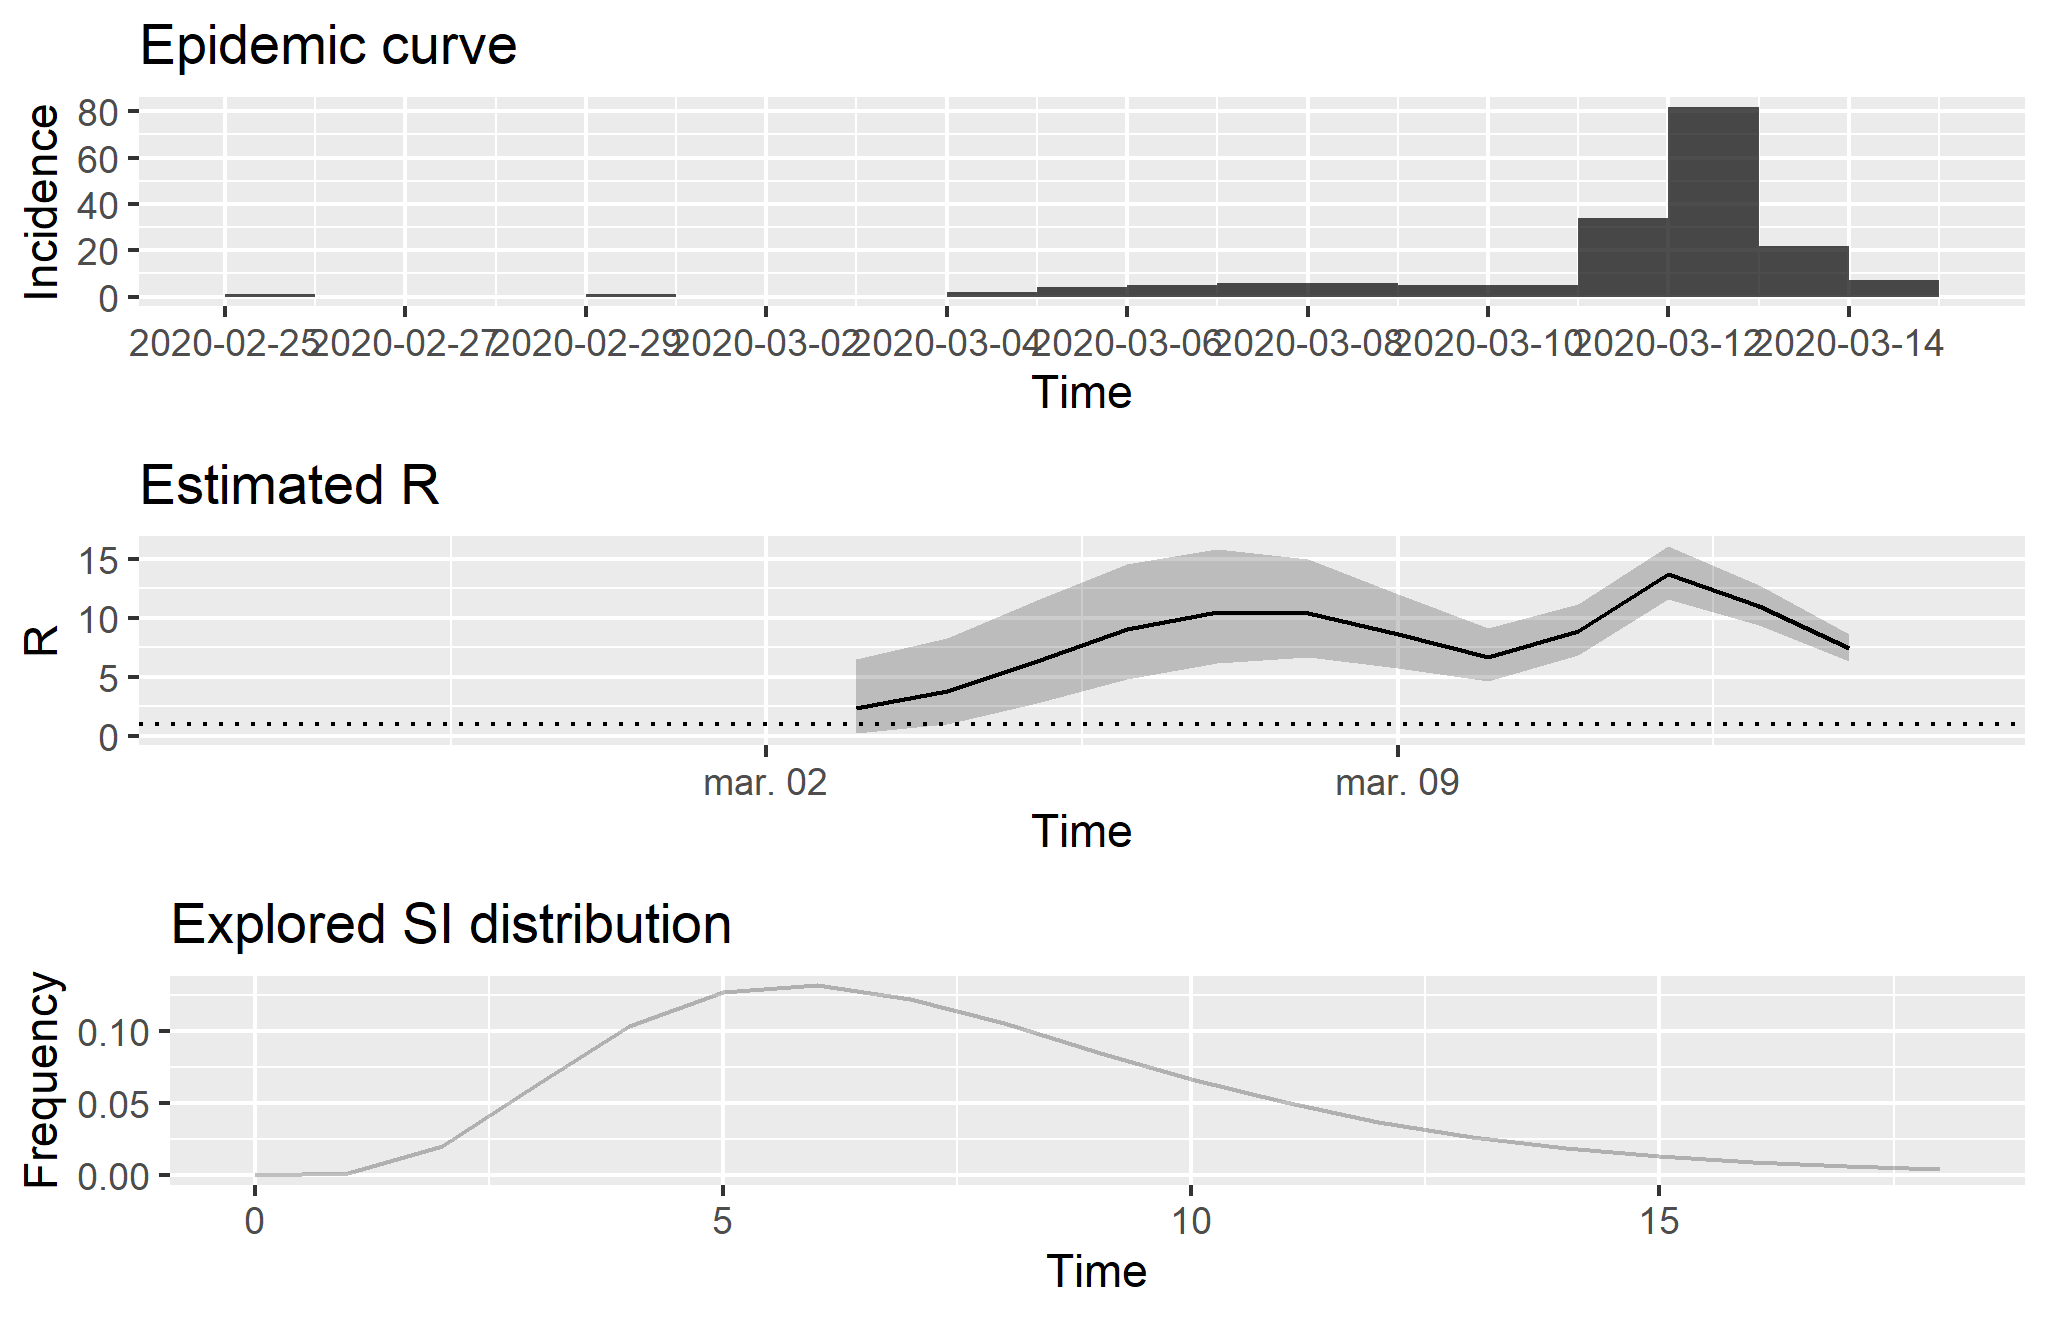 Epidemic curve
Incidence
80
60
40
20
0
2020-02-25 2020-02-27 2020-02-29 2020-03-02 2020-03-04 2020-03-06 2020-03-08 2020-03-10 2020-03-12 2020-03-14
Time
Estimated R
R
15
10
5
0
mar. 02 mar. 09
Time
Explored SI distribution
Frequency
0.10
0.05
0.00
0 5 10 15
Time